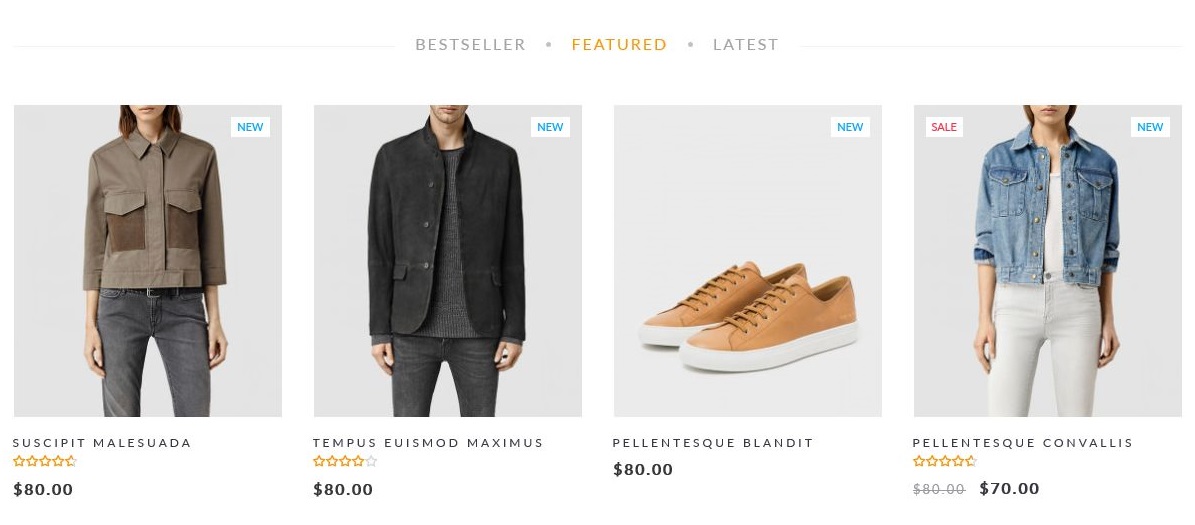 BESTSELLER • FEATURED • LATEST
NEW
NEW
NEW
SALE
NEW
SUSCIPIT MALESUADA
$80.00
TEMPUS EUISMOD MAXIMUS
$80.00
PELLENTESQUE BLANDIT
$80.00
PELLENTESQUE CONVALLIS
$80.00 $70.00